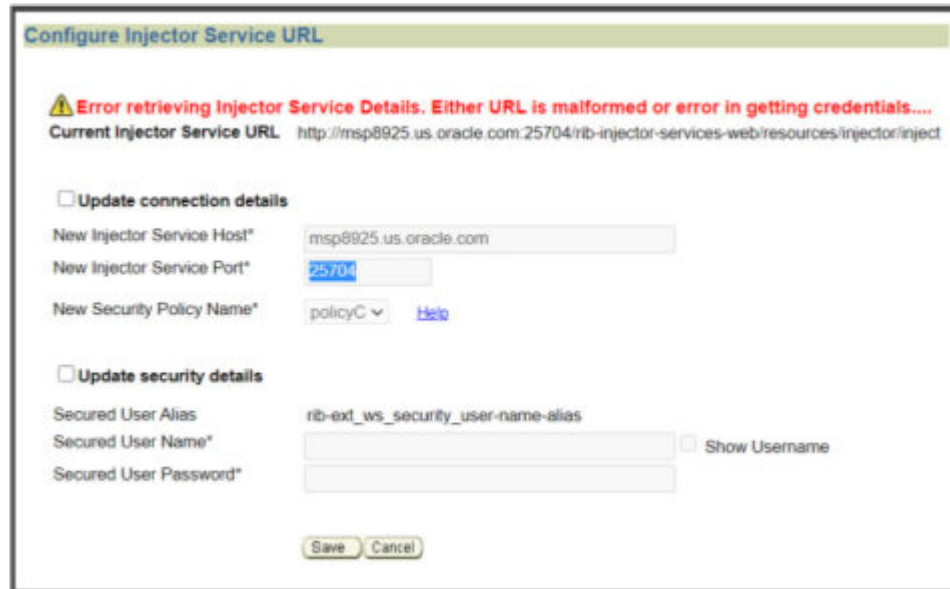 Configure Injector Service URL
Error retrieving Injector Service Details. Either URL is malformed or error in getting credentials....
Current Injector Service URL http://msp8925.us.oracle.com:25704/rib-injector-services-web/resources/injector/inject
Update connection details
New Injector Service Host* msp8925.us.oracle.com
New Injector Service Port* 25704
New Security Policy Name* policyC Help
Update security details
Secured User Alias rib-ext_ws_security_user-name-alias
Secured User Name* Show Username
Secured User Password*
Save Cancel